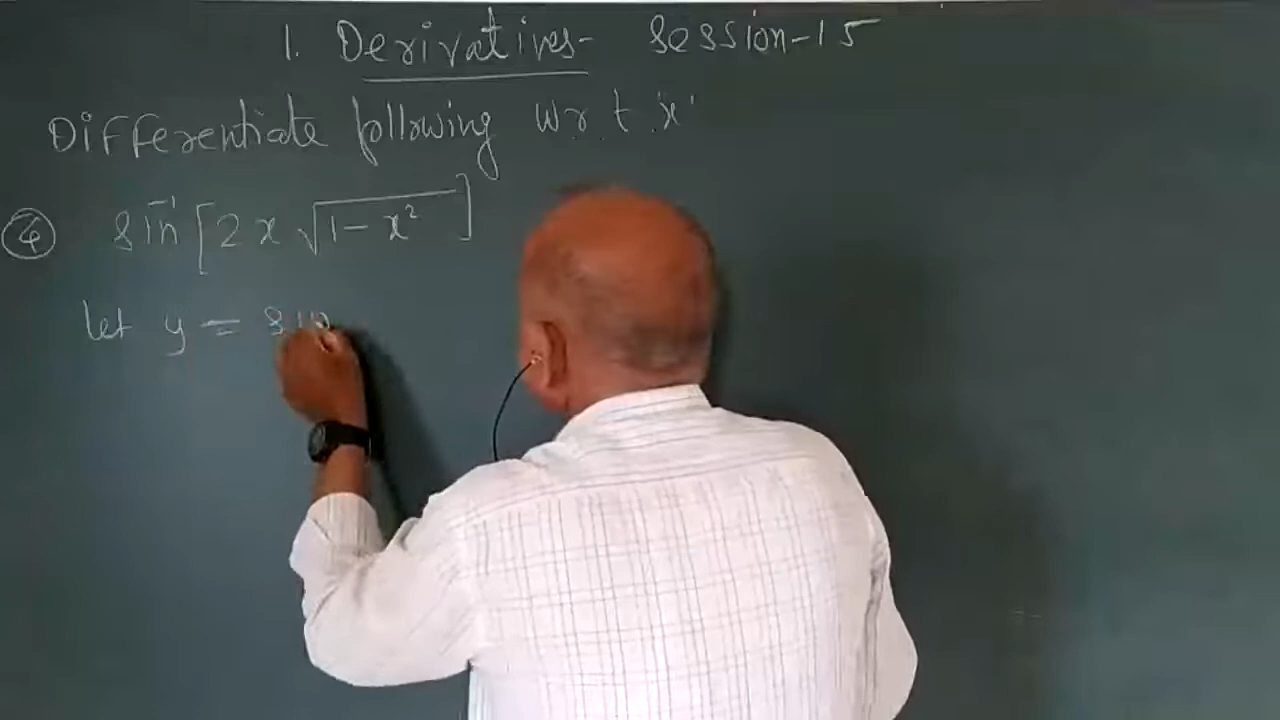 1. Derivatives- Session-15
Differentiate following w.r.t. 'x'
④ sin⁻¹[2x√(1-x²)]
let y = sin